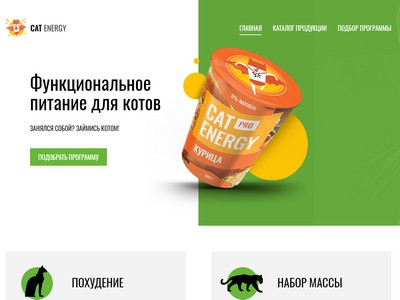 CAT ENERGY
ГЛАВНАЯ
КАТАЛОГ ПРОДУКЦИИ
ПОДБОР ПРОГРАММЫ
Функциональное
питание для котов
ЗАНЯЛСЯ СОБОЙ? ЗАЙМИСЬ КОТОМ!
ПОДОБРАТЬ ПРОГРАММУ
CAT PRO
ENERGY
КУРИЦА
ПОХУДЕНИЕ
НАБОР МАССЫ